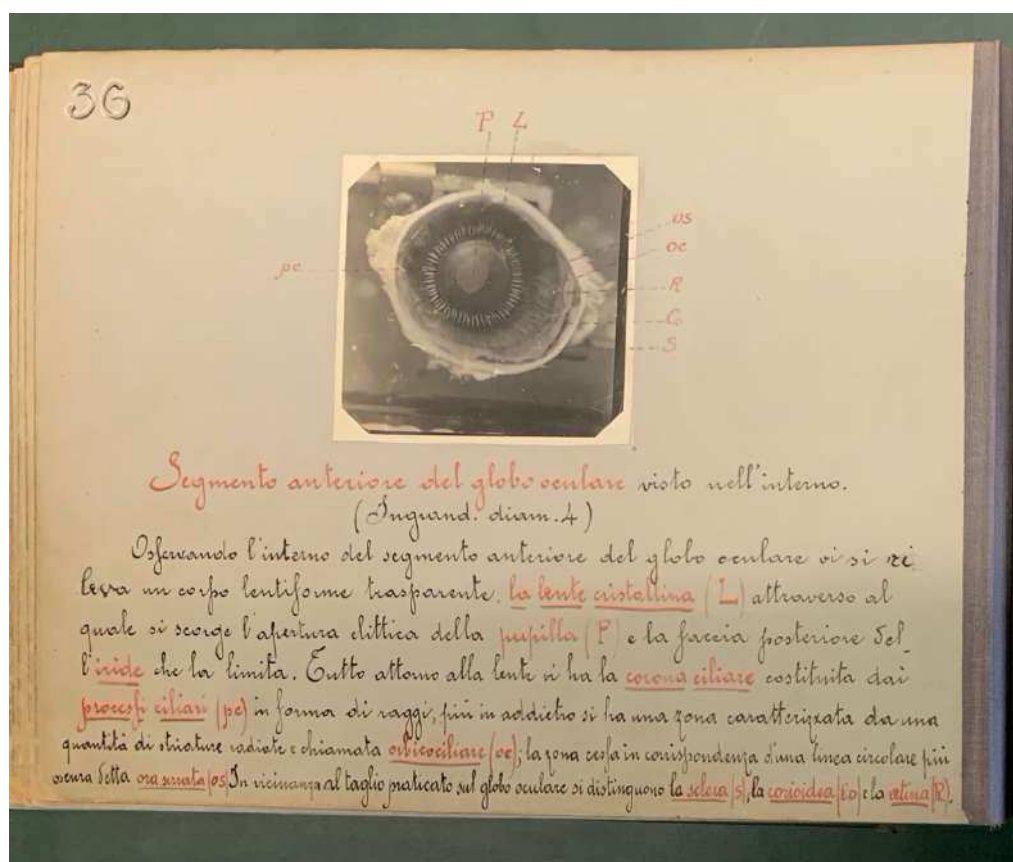 36
P L
os
oc
pc
R
Co
S
Segmento anteriore del globo oculare visto nell'interno.
(Ingrand. diam. 4)
Osservando l'interno del segmento anteriore del globo oculare vi si ri
leva un corpo lentiforme trasparente, la lente cristallina (L) attraverso al
quale si scorge l'apertura elittica della pupilla (P) e la faccia posteriore del_
l'iride che la limita. Tutto attorno alla lente vi ha la corona ciliare costituita dai
processi ciliari (pc) in forma di raggi, più in addietro si ha una zona caratterizzata da una
quantità di striature radiate e chiamata orbicociliare (oc); la zona cessa in corrispondenza d'una linea circolare più
oscura detta ora serrata (os) In vicinanza al taglio praticato sul globo oculare si distinguono la sclera (s), la corioidea (Co) e la retina (R).